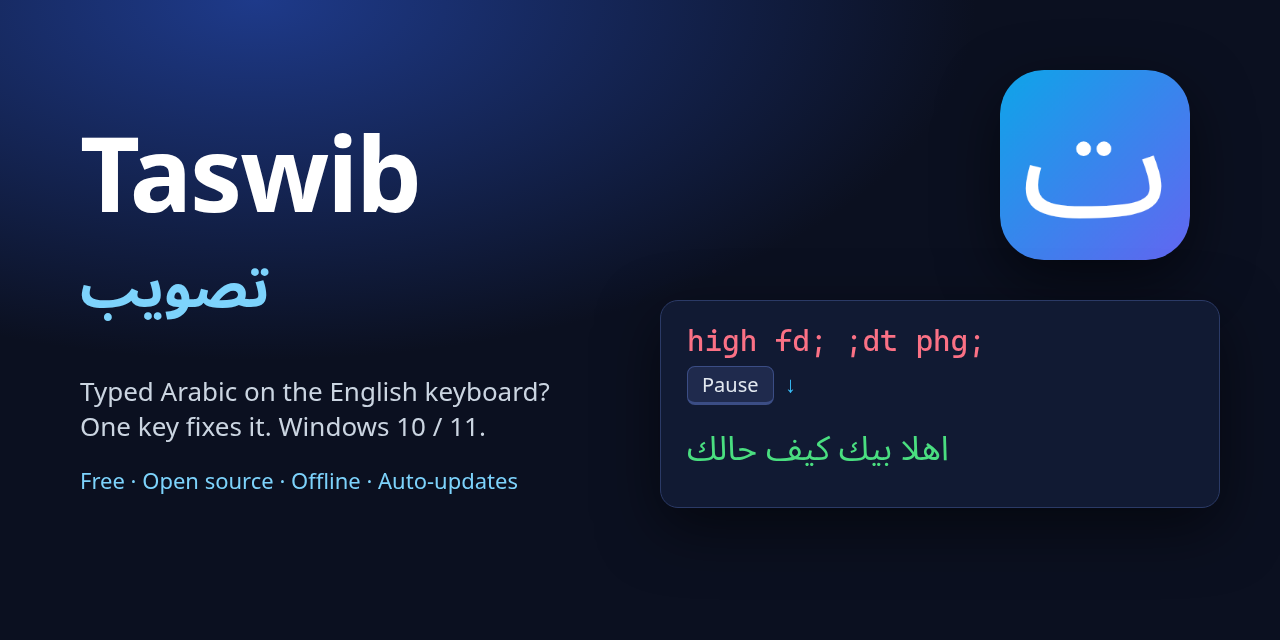 Taswib
تصويب
Typed Arabic on the English keyboard?
One key fixes it. Windows 10 / 11.
Free · Open source · Offline · Auto-updates
ت
high fd; ;dt phg;
Pause ↓
اهلا بيك كيف حالك